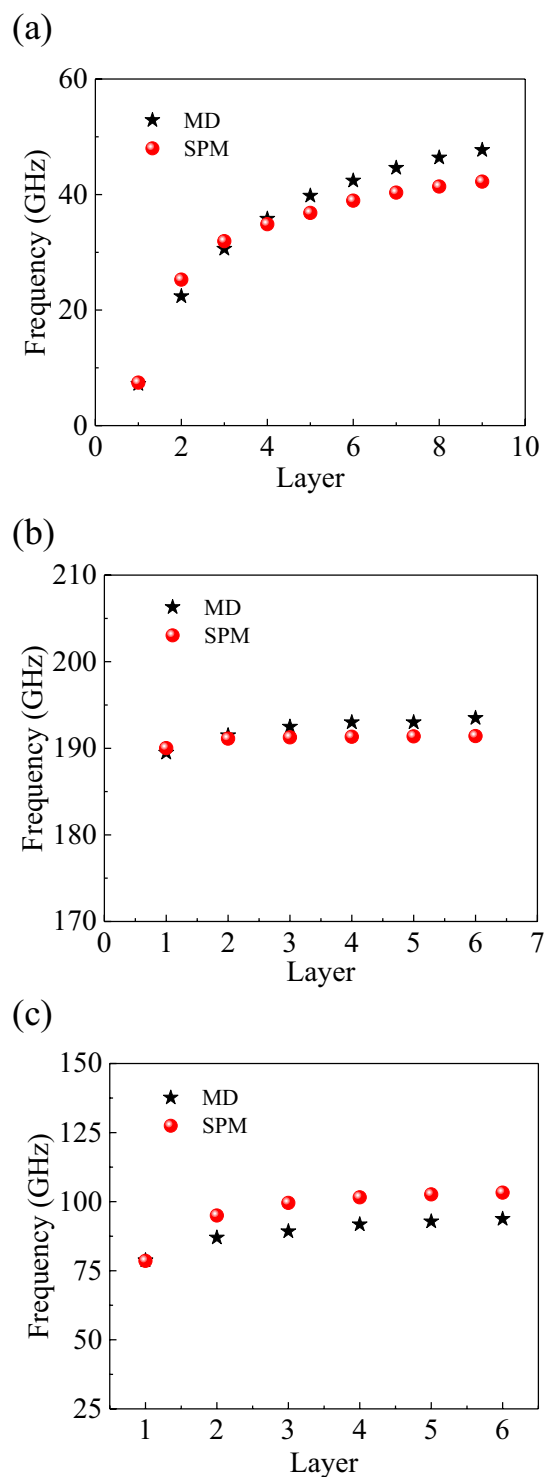 (a)
60
40
20
0
MD
SPM
Frequency (GHz)
0 2 4 6 8 10
Layer
(b)
210
200
190
180
170
MD
SPM
Frequency (GHz)
0 1 2 3 4 5 6 7
Layer
(c)
150
125
100
75
50
25
MD
SPM
Frequency (GHz)
1 2 3 4 5 6
Layer